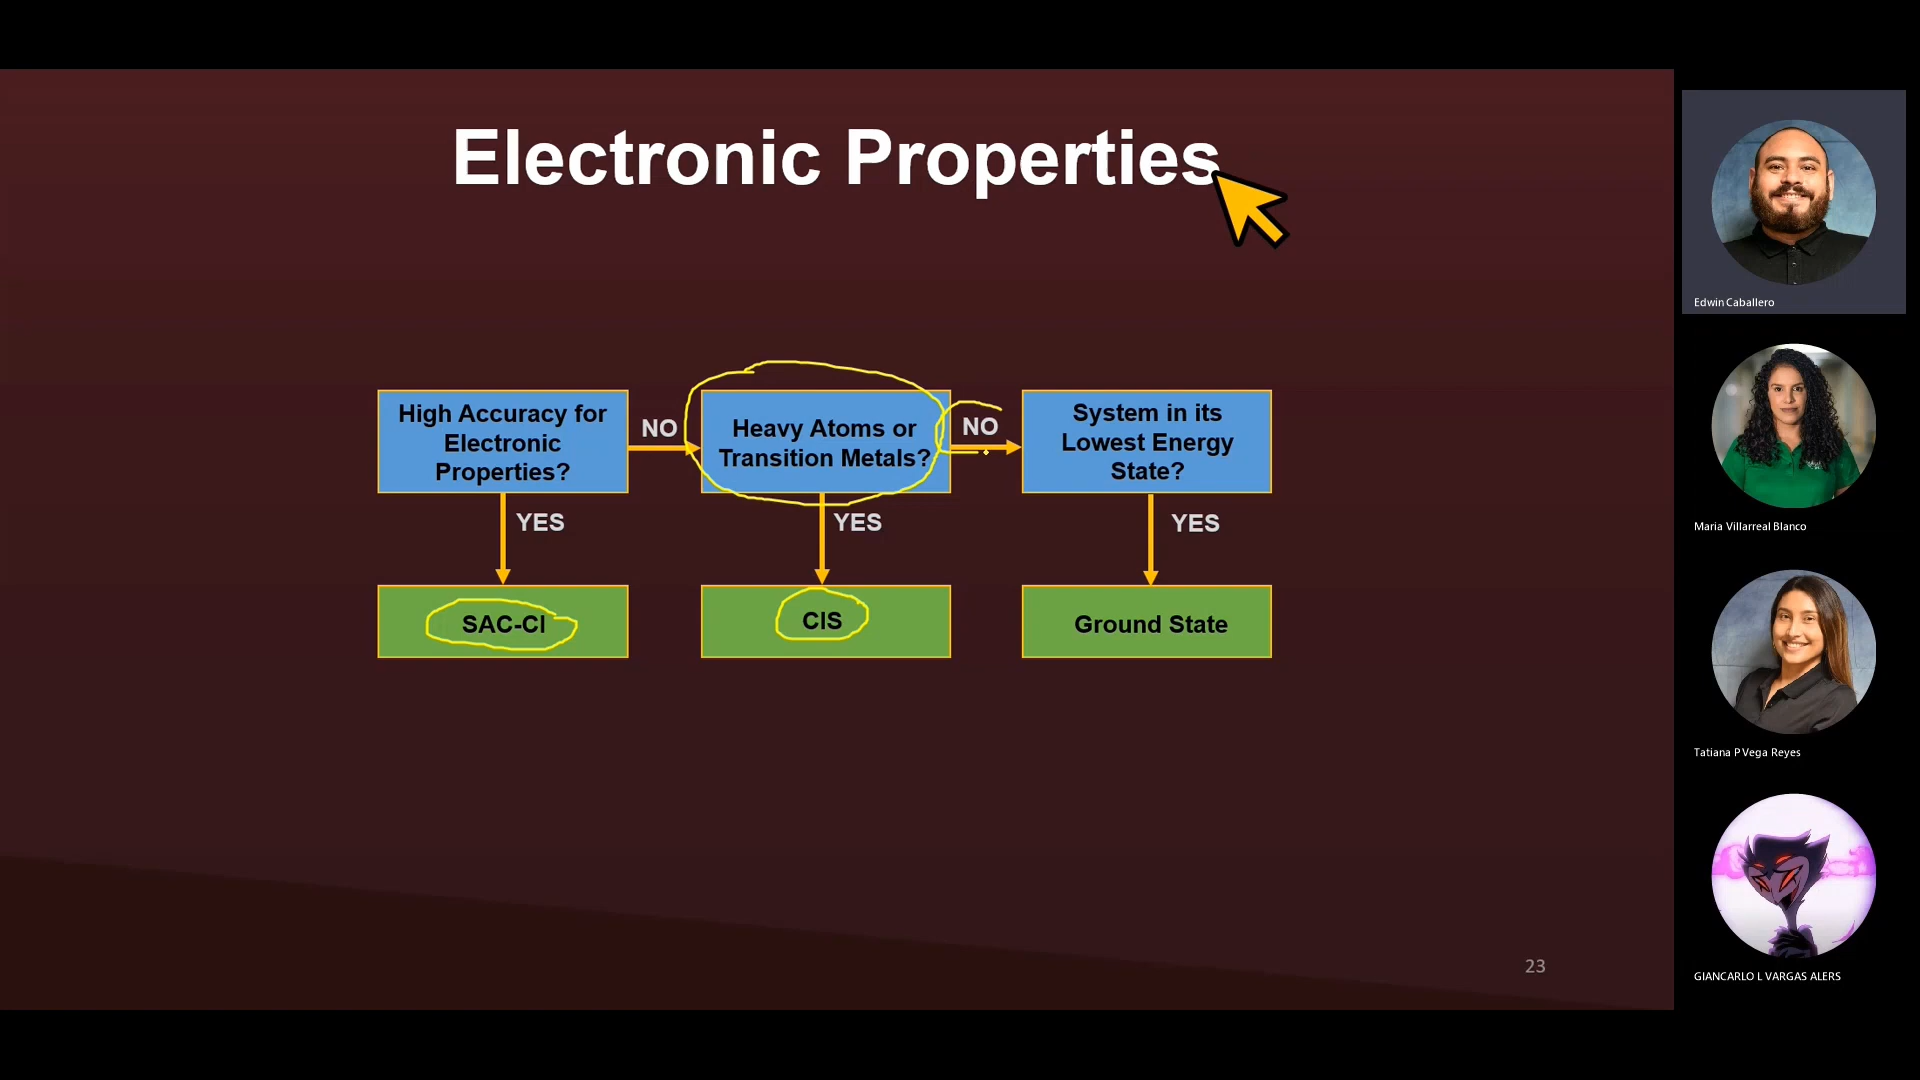 Electronic Properties
High Accuracy for
Electronic
Properties?
NO
Heavy Atoms or
Transition Metals?
NO
System in its
Lowest Energy
State?
YES
YES
YES
SAC-CI
CIS
Ground State
23
Edwin Caballero
Maria Villarreal Blanco
Tatiana P Vega Reyes
GIANCARLO L VARGAS ALERS